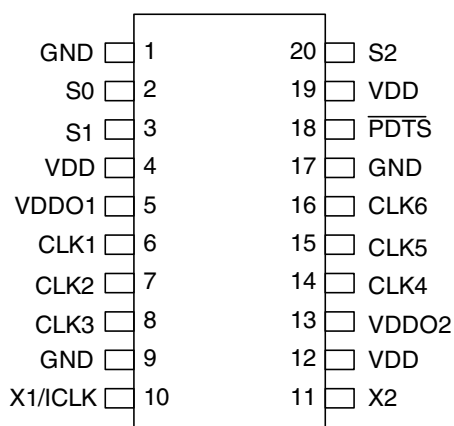 GND 1 20 S2
S0 2 19 VDD
S1 3 18 P̅D̅T̅S̅
VDD 4 17 GND
VDDO1 5 16 CLK6
CLK1 6 15 CLK5
CLK2 7 14 CLK4
CLK3 8 13 VDDO2
GND 9 12 VDD
X1/ICLK 10 11 X2